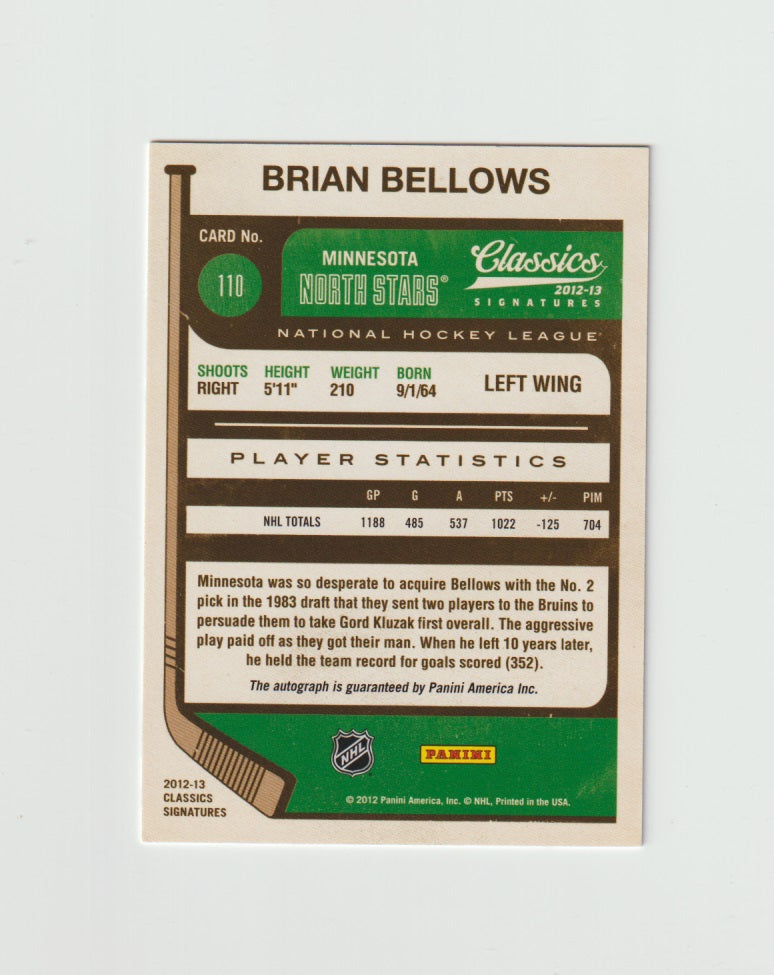 BRIAN BELLOWS
CARD No.
110
MINNESOTA
NORTH STARS®
Classics
2012-13
SIGNATURES
NATIONAL HOCKEY LEAGUE
SHOOTS HEIGHT WEIGHT BORN
RIGHT 5'11" 210 9/1/64
LEFT WING
PLAYER STATISTICS
GP G A PTS +/- PIM
NHL TOTALS 1188 485 537 1022 -125 704
Minnesota was so desperate to acquire Bellows with the No. 2
pick in the 1983 draft that they sent two players to the Bruins to
persuade them to take Gord Kluzak first overall. The aggressive
play paid off as they got their man. When he left 10 years later,
he held the team record for goals scored (352).
The autograph is guaranteed by Panini America Inc.
NHL
PANINI
2012-13
CLASSICS
SIGNATURES
© 2012 Panini America, Inc. © NHL, Printed in the USA.